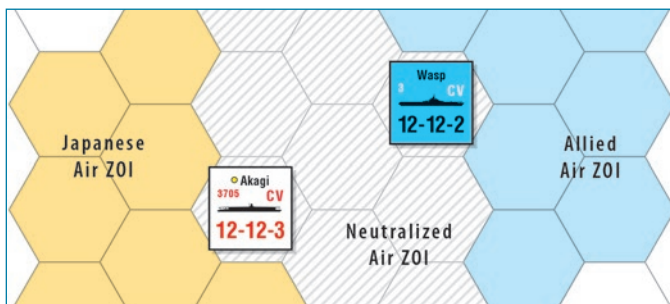 Wasp
3 CV
12-12-2
Japanese
Air ZOI
Allied
Air ZOI
Akagi
3705 CV
12-12-3
Neutralized
Air ZOI